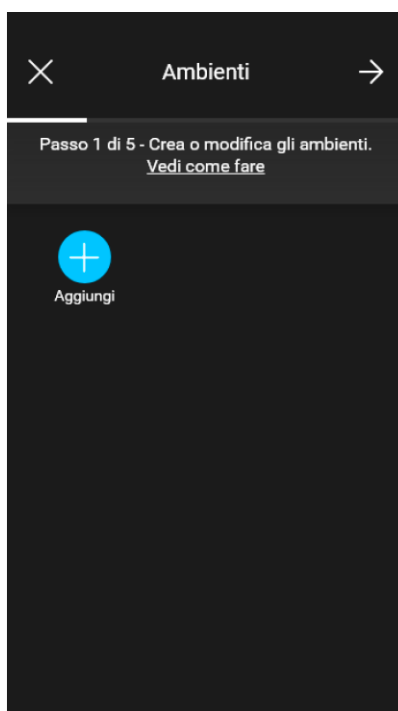 Ambienti
Passo 1 di 5 - Crea o modifica gli ambienti.
Vedi come fare
Aggiungi